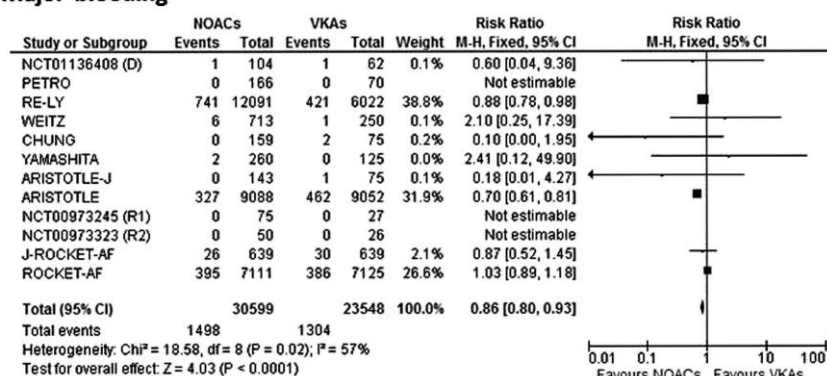 major bleeding
NOACs VKAs Risk Ratio Risk Ratio
Study or Subgroup Events Total Events Total Weight M-H, Fixed, 95% CI M-H, Fixed, 95% CI
NCT01136408 (D) 1 104 1 62 0.1% 0.60 [0.04, 9.36]
PETRO 0 166 0 70 Not estimable
RE-LY 741 12091 421 6022 38.8% 0.88 [0.78, 0.98]
WEITZ 6 713 1 250 0.1% 2.10 [0.25, 17.39]
CHUNG 0 159 2 75 0.2% 0.10 [0.00, 1.95]
YAMASHITA 2 260 0 125 0.0% 2.41 [0.12, 49.90]
ARISTOTLE-J 0 143 1 75 0.1% 0.18 [0.01, 4.27]
ARISTOTLE 327 9088 462 9052 31.9% 0.70 [0.61, 0.81]
NCT00973245 (R1) 0 75 0 27 Not estimable
NCT00973323 (R2) 0 50 0 26 Not estimable
J-ROCKET-AF 26 639 30 639 2.1% 0.87 [0.52, 1.45]
ROCKET-AF 395 7111 386 7125 26.6% 1.03 [0.89, 1.18]
Total (95% CI) 30599 23548 100.0% 0.86 [0.80, 0.93]
Total events 1498 1304
Heterogeneity: Chi² = 18.58, df = 8 (P = 0.02); I² = 57%
Test for overall effect: Z = 4.03 (P < 0.0001)
0.01 0.1 1 10 100
Favours NOACs Favours VKAs